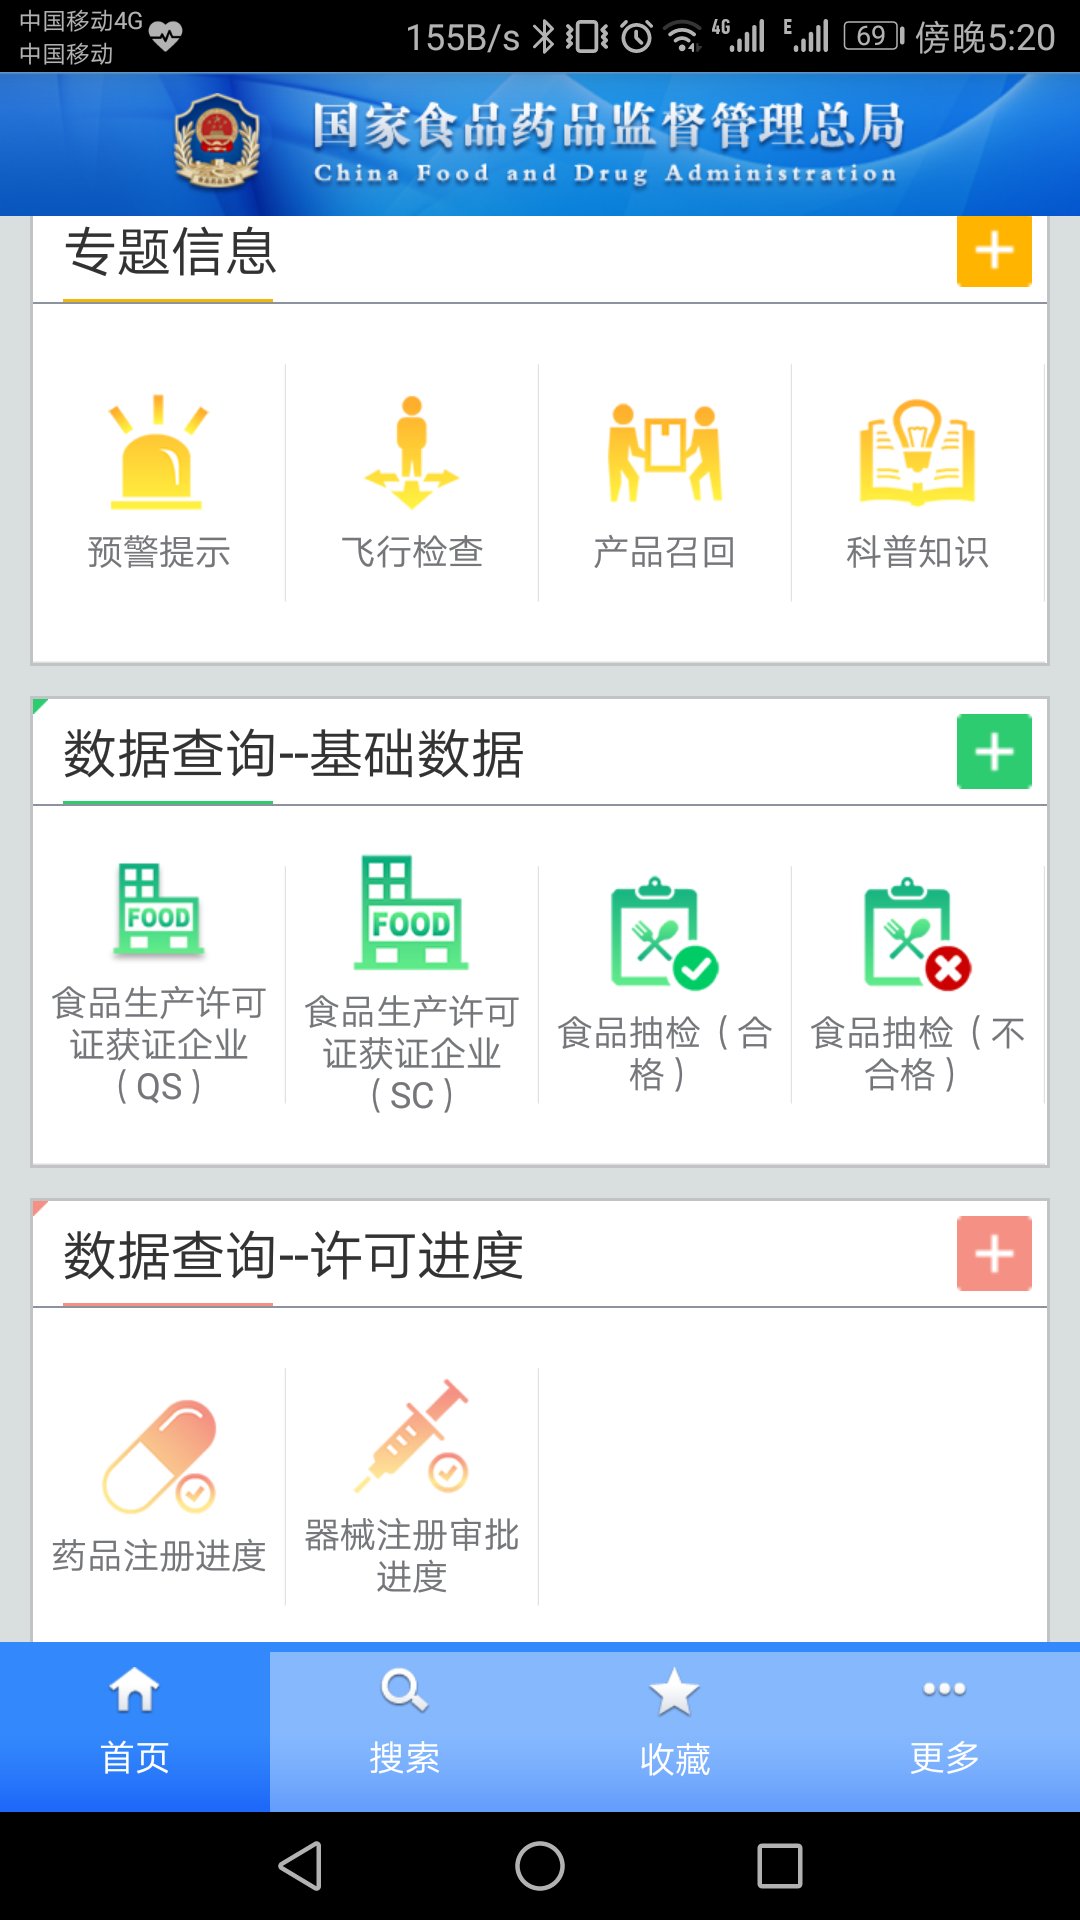 中国移动4G
中国移动
155B/s 4G E 69 傍晚5:20
国家食品药品监督管理总局
China Food and Drug Administration
专题信息
预警提示 飞行检查 产品召回 科普知识
数据查询--基础数据
FOOD FOOD
食品生产许可
证获证企业
（QS）
食品生产许可
证获证企业
（SC）
食品抽检（合
格）
食品抽检（不
合格）
数据查询--许可进度
药品注册进度
器械注册审批
进度
首页 搜索 收藏 更多